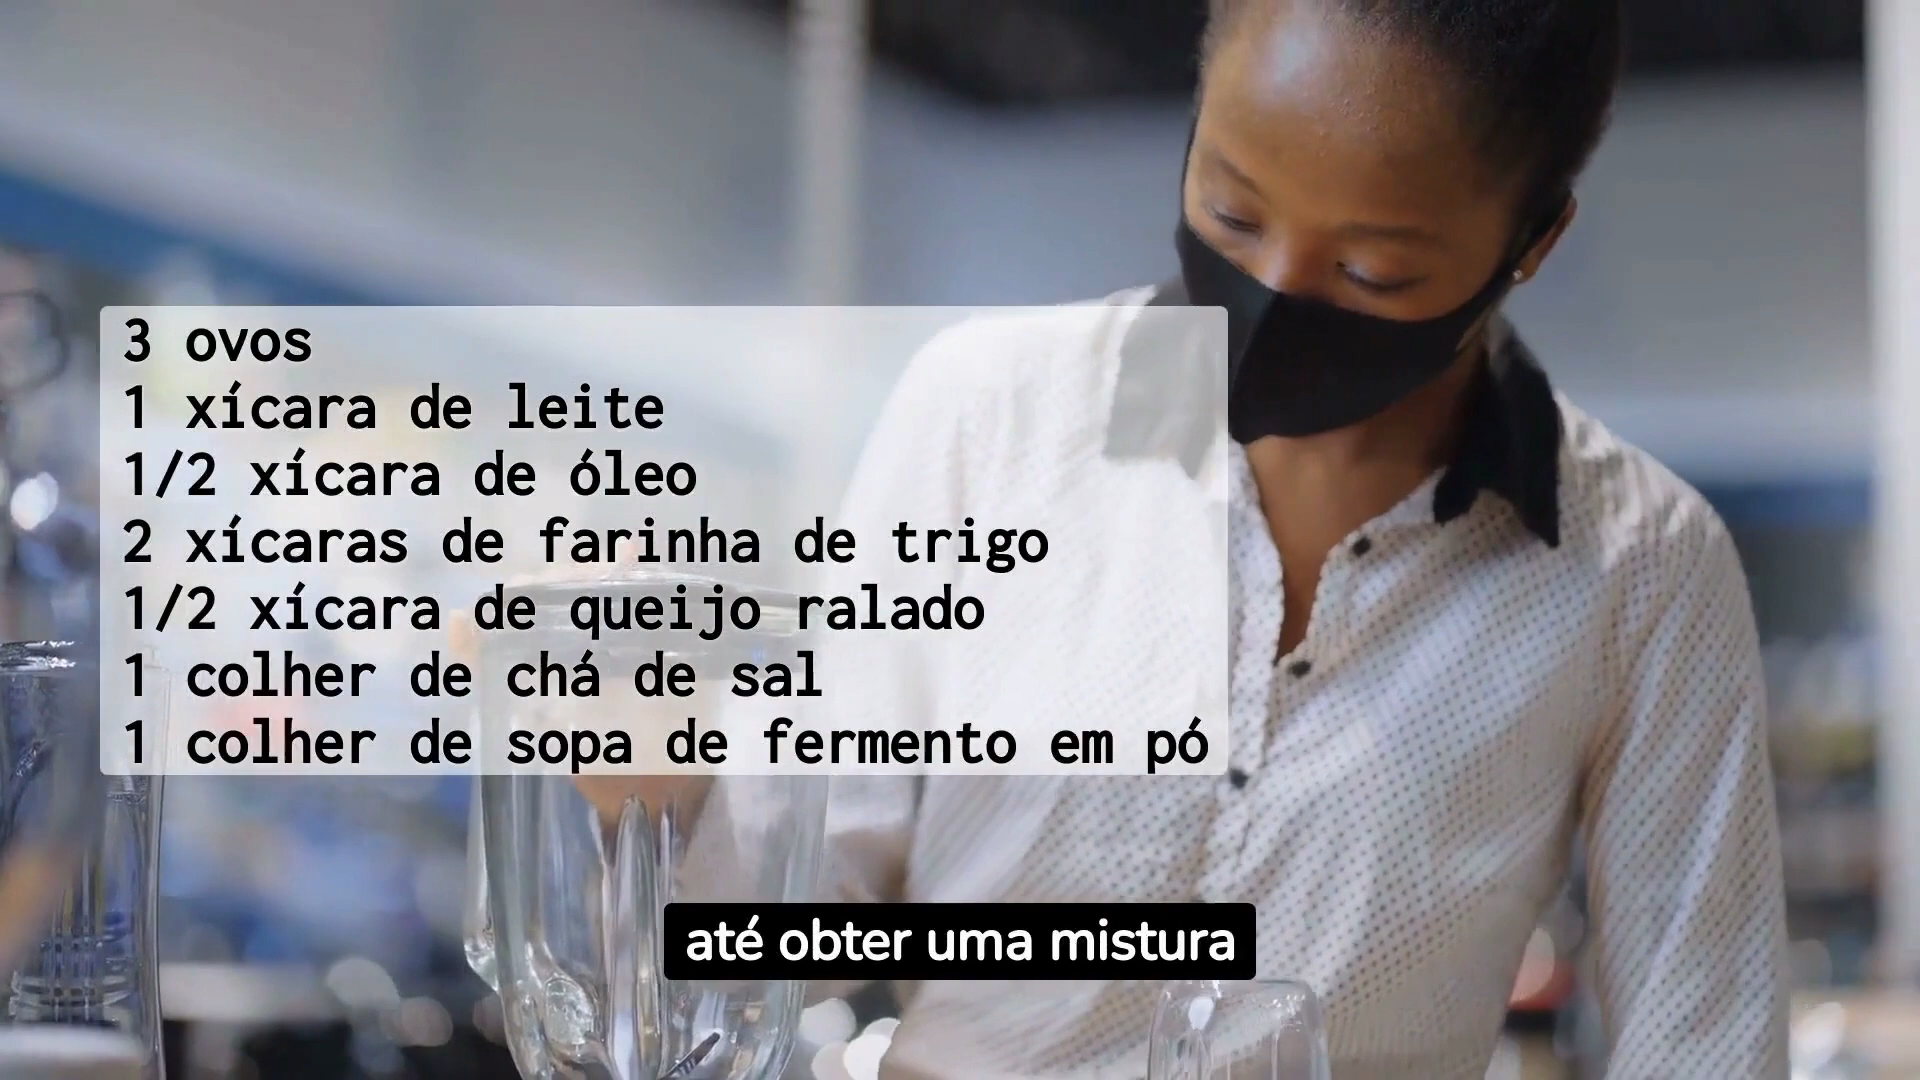 3 ovos
1 xícara de leite
1/2 xícara de óleo
2 xícaras de farinha de trigo
1/2 xícara de queijo ralado
1 colher de chá de sal
1 colher de sopa de fermento em pó
até obter uma mistura